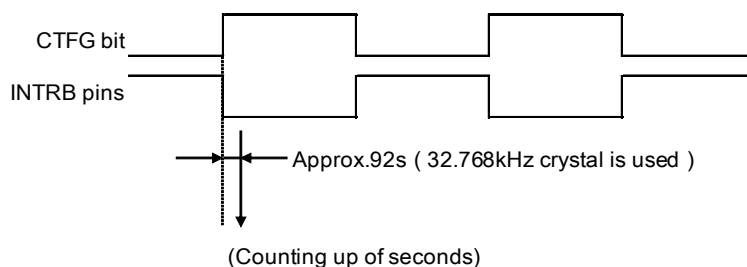 CTFG bit
INTRB pins
Approx.92s ( 32.768kHz crystal is used )
(Counting up of seconds)